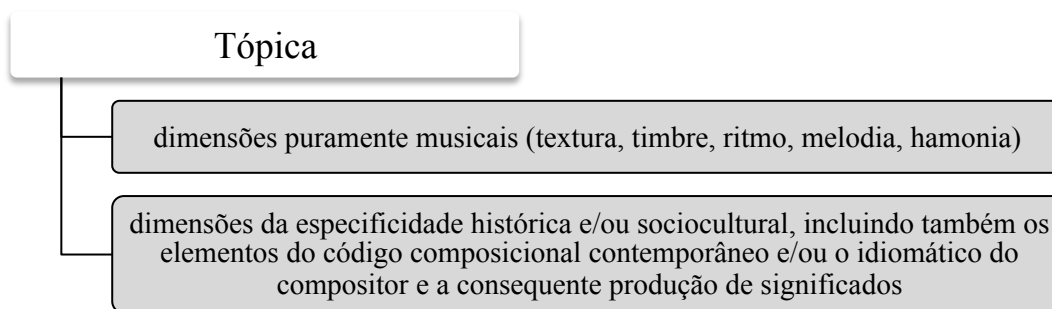 Tópica
dimensões puramente musicais (textura, timbre, ritmo, melodia, hamonia)
dimensões da especificidade histórica e/ou sociocultural, incluindo também os
elementos do código composicional contemporâneo e/ou o idiomático do
compositor e a consequente produção de significados